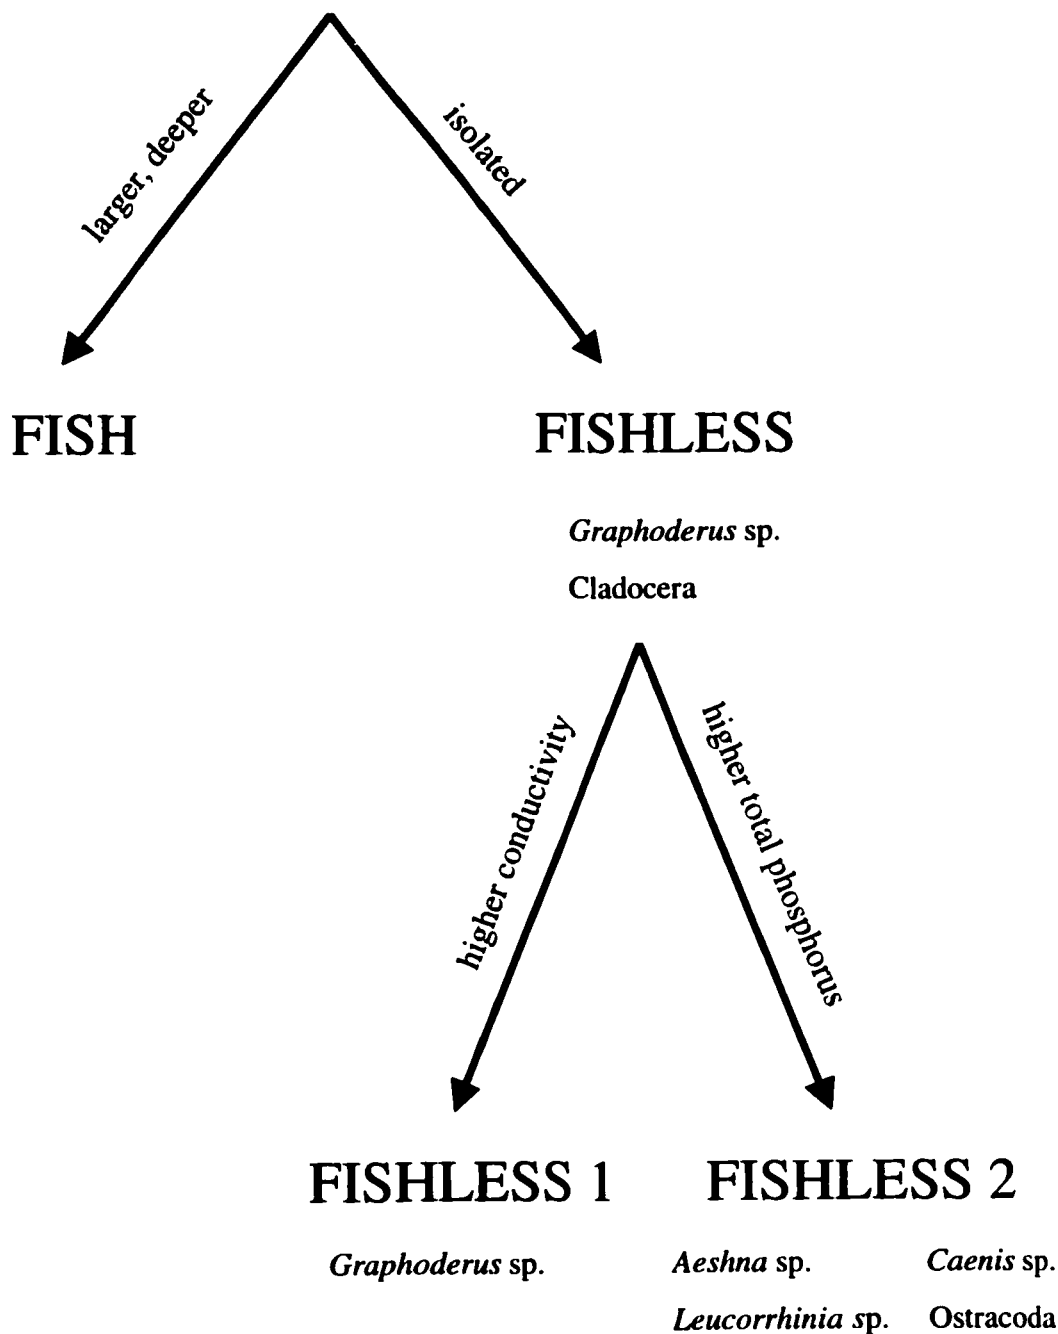 larger, deeper
isolated
FISH
FISHLESS
Graphoderus sp.
Cladocera
higher conductivity
higher total phosphorus
FISHLESS 1
FISHLESS 2
Graphoderus sp.
Aeshna sp.
Caenis sp.
Leucorrhinia sp.
Ostracoda